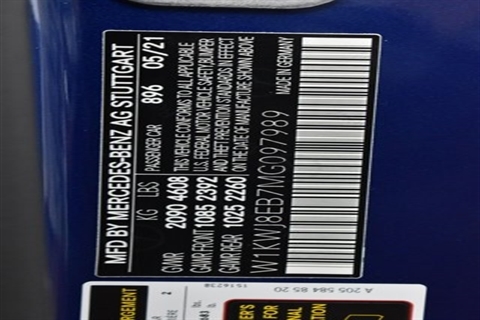 MFD BY MERCEDES-BENZ AG STUTTGART
KG LBS PASSENGER CAR 896 05/21
GVWR 2090 4608 THIS VEHICLE CONFORMS TO ALL APPLICABLE
GAWR FRONT 1085 2392 U.S. FEDERAL MOTOR VEHICLE SAFETY/BUMPER
GAWR REAR 1025 2260 AND THEFT PREVENTION STANDARDS IN EFFECT
ON THE DATE OF MANUFACTURE SHOWN ABOVE
W1KWJ8EB7MG097989
MADE IN GERMANY
A 205 584 85 20
1516738